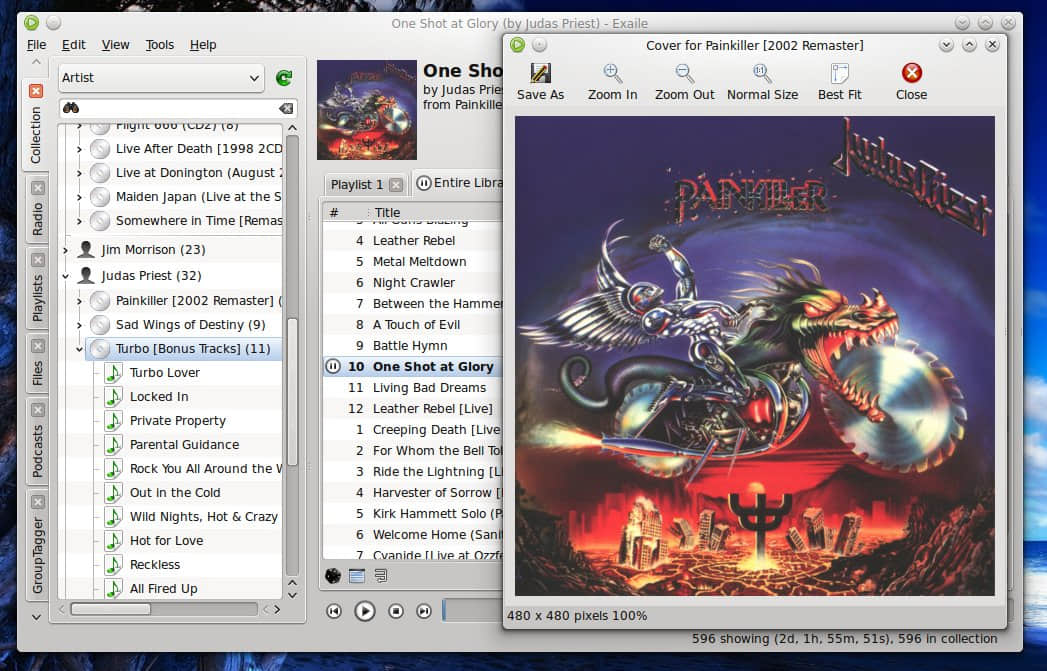 One Shot at Glory (by Judas Priest) - Exaile
File Edit View Tools Help
Artist
Collection
Radio
Playlists
Files
Podcasts
GroupTagger
Flight 666 (CD2) (8)
Live After Death [1998 2CD
Live at Donington (August 2
Maiden Japan (Live at the S
Somewhere in Time [Remas
Jim Morrison (23)
Judas Priest (32)
Painkiller [2002 Remaster] (
Sad Wings of Destiny (9)
Turbo [Bonus Tracks] (11)
Turbo Lover
Locked In
Private Property
Parental Guidance
Rock You All Around the W
Out in the Cold
Wild Nights, Hot & Crazy
Hot for Love
Reckless
All Fired Up
One Sho
by Judas Pries
from Painkille
Playlist 1
Entire Libra
# Title
3 All Guns Blazing
4 Leather Rebel
5 Metal Meltdown
6 Night Crawler
7 Between the Hammer
8 A Touch of Evil
9 Battle Hymn
10 One Shot at Glory
11 Living Bad Dreams
12 Leather Rebel [Live]
1 Creeping Death [Live
2 For Whom the Bell Tol
3 Ride the Lightning [Li
4 Harvester of Sorrow [
5 Kirk Hammett Solo (P
6 Welcome Home (Sani
7 Cyanide [Live at Ozzfe
Cover for Painkiller [2002 Remaster]
Save As Zoom In Zoom Out Normal Size Best Fit Close
Judas Priest
PAINKILLER
480 x 480 pixels 100%
596 showing (2d, 1h, 55m, 51s), 596 in collection